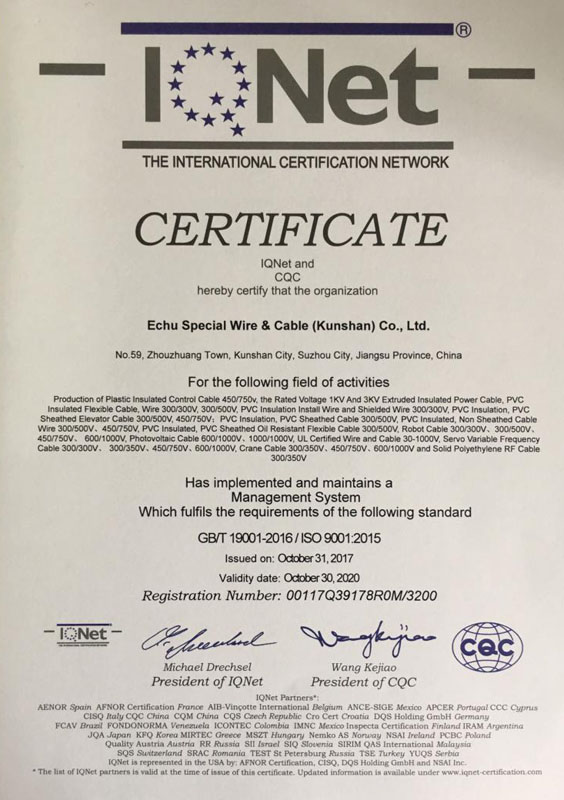 IQNet®
THE INTERNATIONAL CERTIFICATION NETWORK
CERTIFICATE
IQNet and
CQC
hereby certify that the organization
Echu Special Wire & Cable (Kunshan) Co., Ltd.
No.59, Zhouzhuang Town, Kunshan City, Suzhou City, Jiangsu Province, China
For the following field of activities
Production of Plastic Insulated Control Cable 450/750v, the Rated Voltage 1KV And 3KV Extruded Insulated Power Cable, PVC
Insulated Flexible Cable, Wire 300/300V, 300/500V, PVC Insulation Install Wire and Shielded Wire 300/300V, PVC Insulation, PVC
Sheathed Elevator Cable 300/500V, 450/750V; PVC Insulation, PVC Sheathed Cable 300/500V, PVC Insulated, Non Sheathed Cable
Wire 300/500V、450/750V, PVC Insulated, PVC Sheathed Oil Resistant Flexible Cable 300/500V, Robot Cable 300/300V、300/500V、
450/750V、 600/1000V, Photovoltaic Cable 600/1000V、1000/1000V, UL Certified Wire and Cable 30-1000V, Servo Variable Frequency
Cable 300/300V、 300/350V、450/750V、600/1000V, Crane Cable 300/350V、450/750V、600/1000V and Solid Polyethylene RF Cable
300/350V
Has implemented and maintains a
Management System
Which fulfils the requirements of the following standard
GB/T 19001-2016 / ISO 9001:2015
Issued on: October 31, 2017
Validity date: October 30, 2020
Registration Number: 00117Q39178R0M/3200
IQNet
CQC
Michael Drechsel
President of IQNet
Wang Kejiao
President of CQC
IQNet Partners*:
AENOR Spain AFNOR Certification France AIB-Vinçotte International Belgium ANCE-SIGE Mexico APCER Portugal CCC Cyprus
CISQ Italy CQC China CQM China CQS Czech Republic Cro Cert Croatia DQS Holding GmbH Germany
FCAV Brazil FONDONORMA Venezuela ICONTEC Colombia IMNC Mexico Inspecta Certification Finland IRAM Argentina
JQA Japan KFQ Korea MIRTEC Greece MSZT Hungary Nemko AS Norway NSAI Ireland PCBC Poland
Quality Austria Austria RR Russia SII Israel SIQ Slovenia SIRIM QAS International Malaysia
SQS Switzerland SRAC Romania TEST St Petersburg Russia TSE Turkey YUQS Serbia
IQNet is represented in the USA by: AFNOR Certification, CISQ, DQS Holding GmbH and NSAI Inc.
* The list of IQNet partners is valid at the time of issue of this certificate. Updated information is available under www.iqnet-certification.com